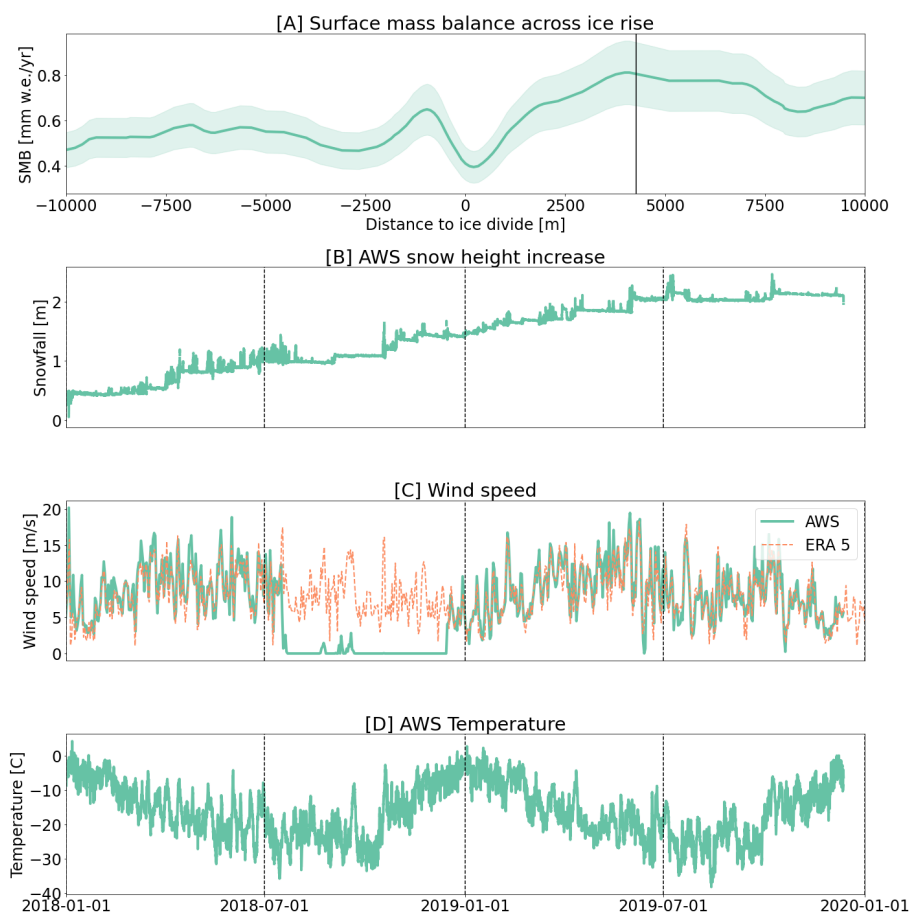 [A] Surface mass balance across ice rise
SMB [mm w.e./yr]
0.8
0.6
0.4
−10000 −7500 −5000 −2500 0 2500 5000 7500 10000
Distance to ice divide [m]
[B] AWS snow height increase
Snowfall [m]
2
1
0
[C] Wind speed
Wind speed [m/s]
20
15
10
5
0
AWS
ERA 5
[D] AWS Temperature
Temperature [C]
0
−10
−20
−30
−40
2018-01-01 2018-07-01 2019-01-01 2019-07-01 2020-01-01